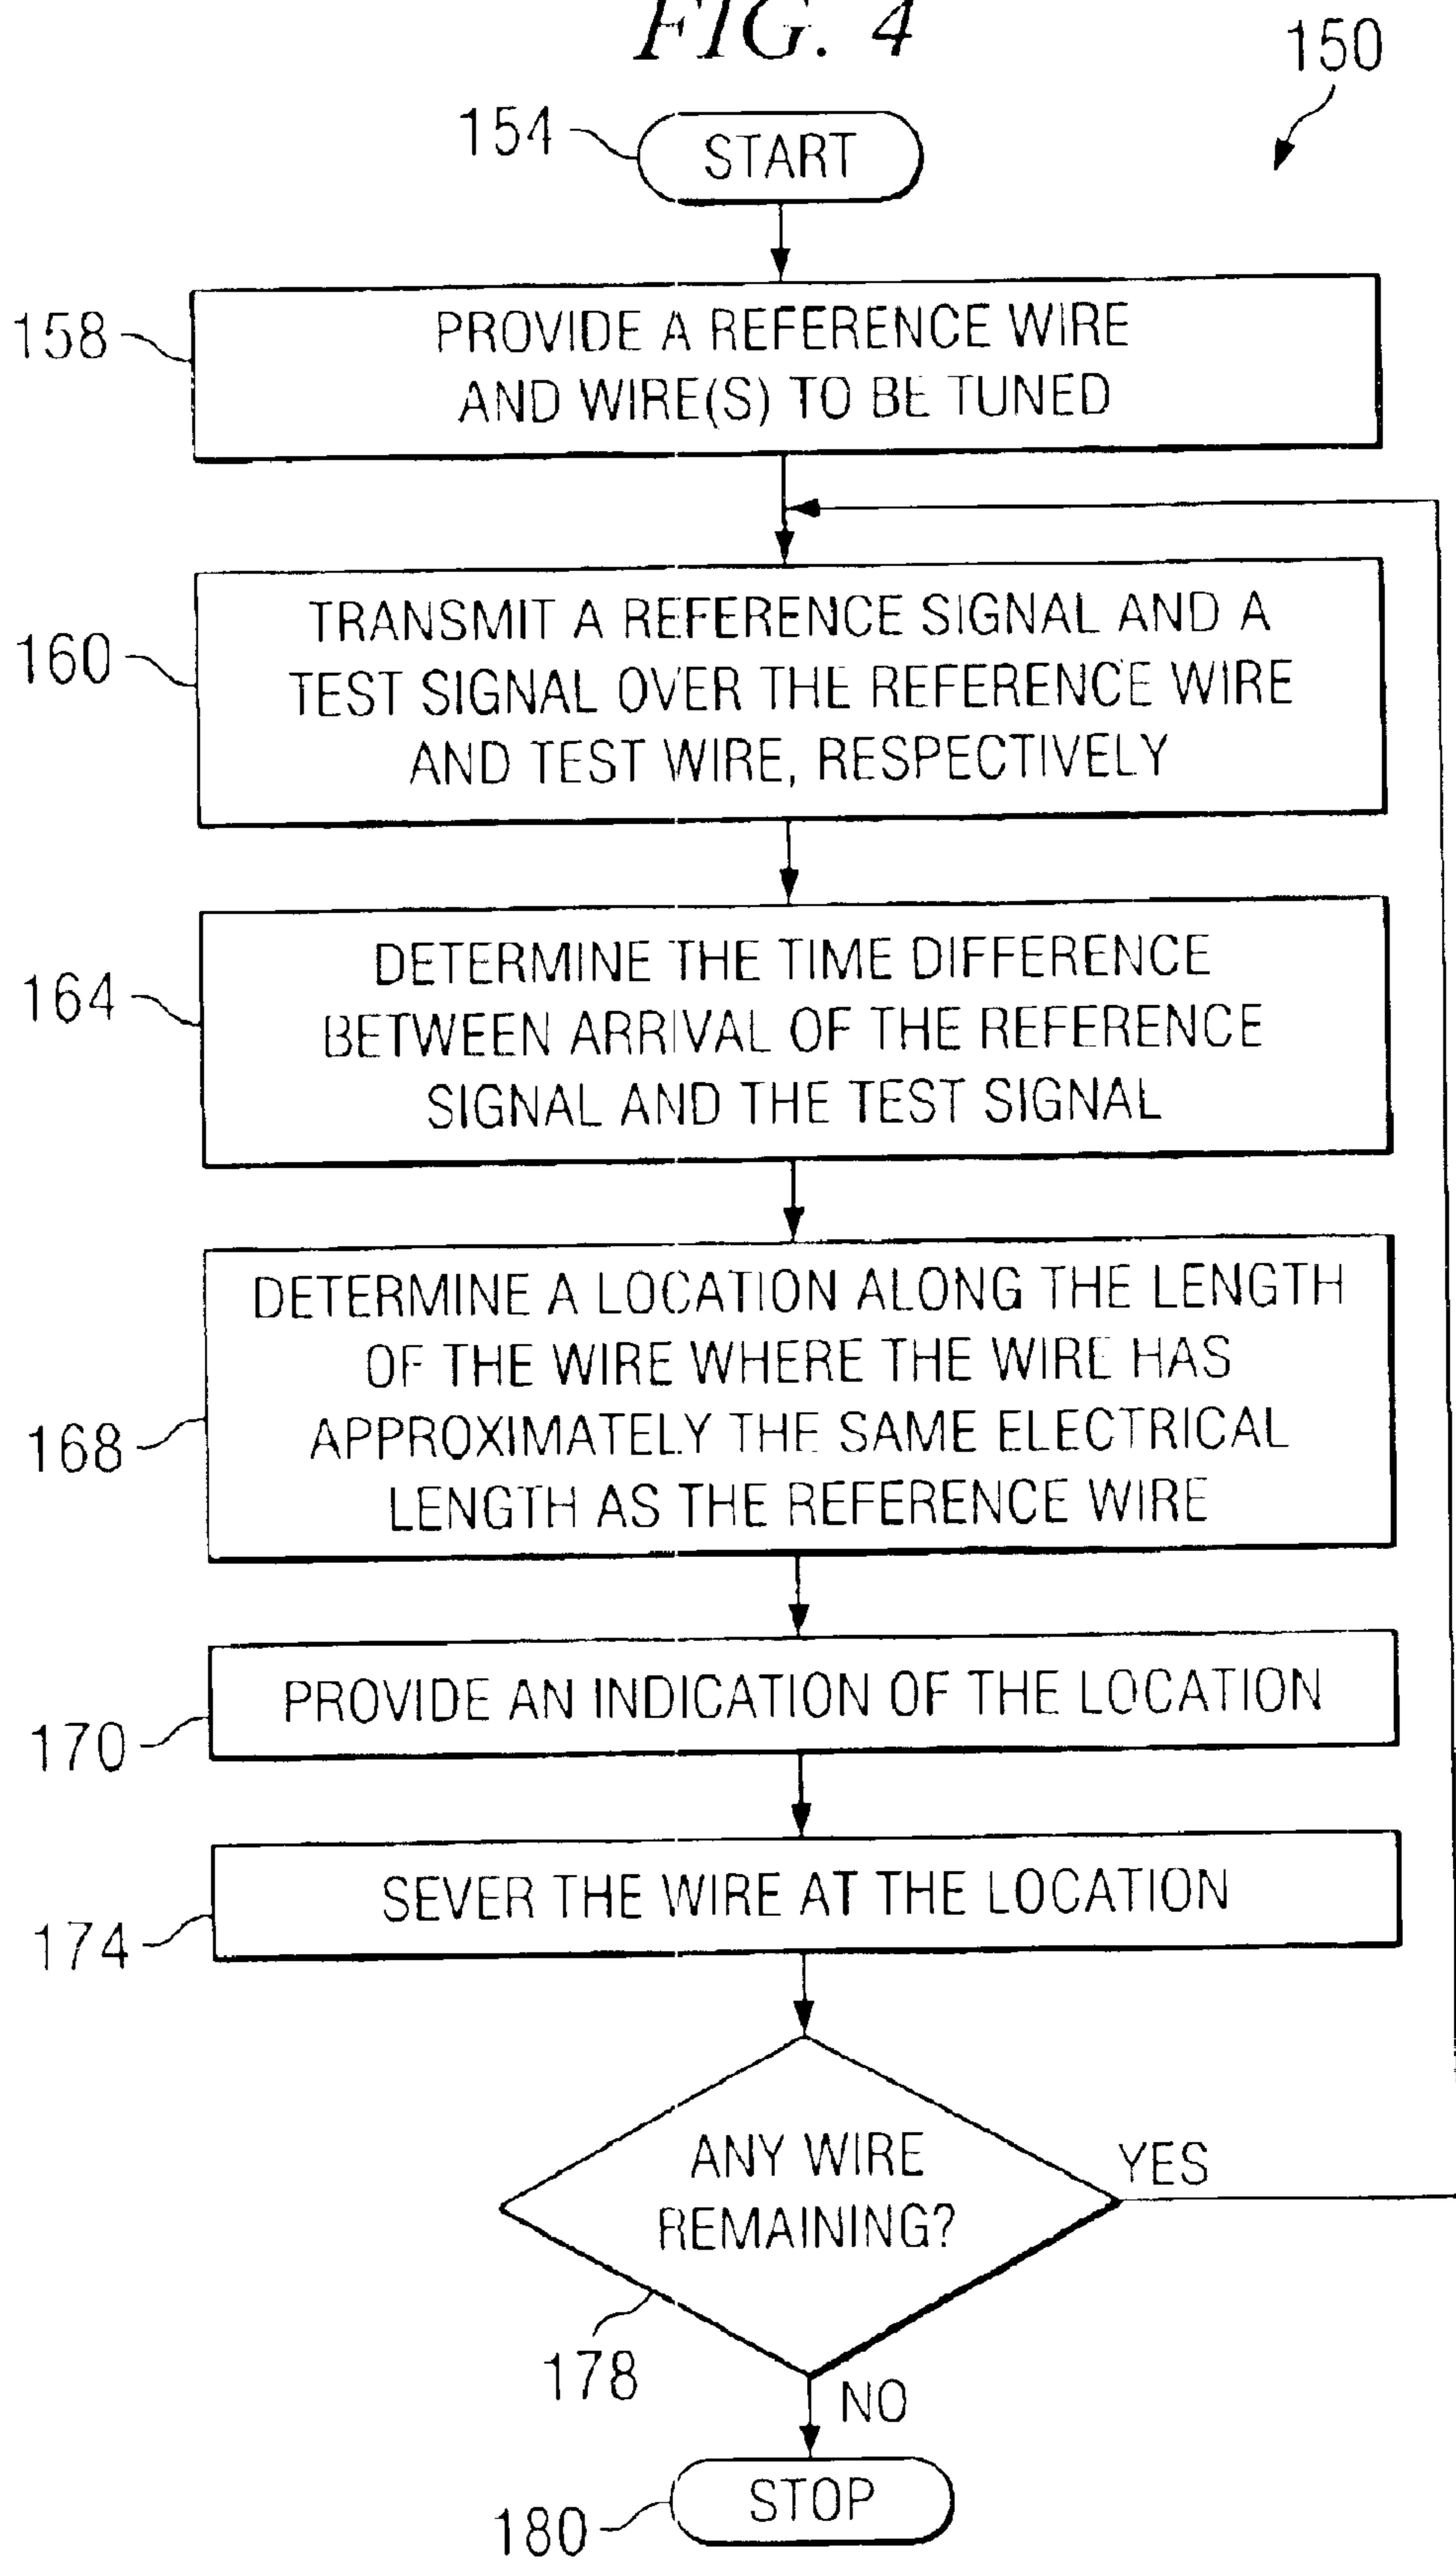 FIG. 4
150
154
START
158
PROVIDE A REFERENCE WIRE
AND WIRE(S) TO BE TUNED
160
TRANSMIT A REFERENCE SIGNAL AND A
TEST SIGNAL OVER THE REFERENCE WIRE
AND TEST WIRE, RESPECTIVELY
164
DETERMINE THE TIME DIFFERENCE
BETWEEN ARRIVAL OF THE REFERENCE
SIGNAL AND THE TEST SIGNAL
168
DETERMINE A LOCATION ALONG THE LENGTH
OF THE WIRE WHERE THE WIRE HAS
APPROXIMATELY THE SAME ELECTRICAL
LENGTH AS THE REFERENCE WIRE
170
PROVIDE AN INDICATION OF THE LOCATION
174
SEVER THE WIRE AT THE LOCATION
ANY WIRE
REMAINING?
YES
178
NO
180
STOP